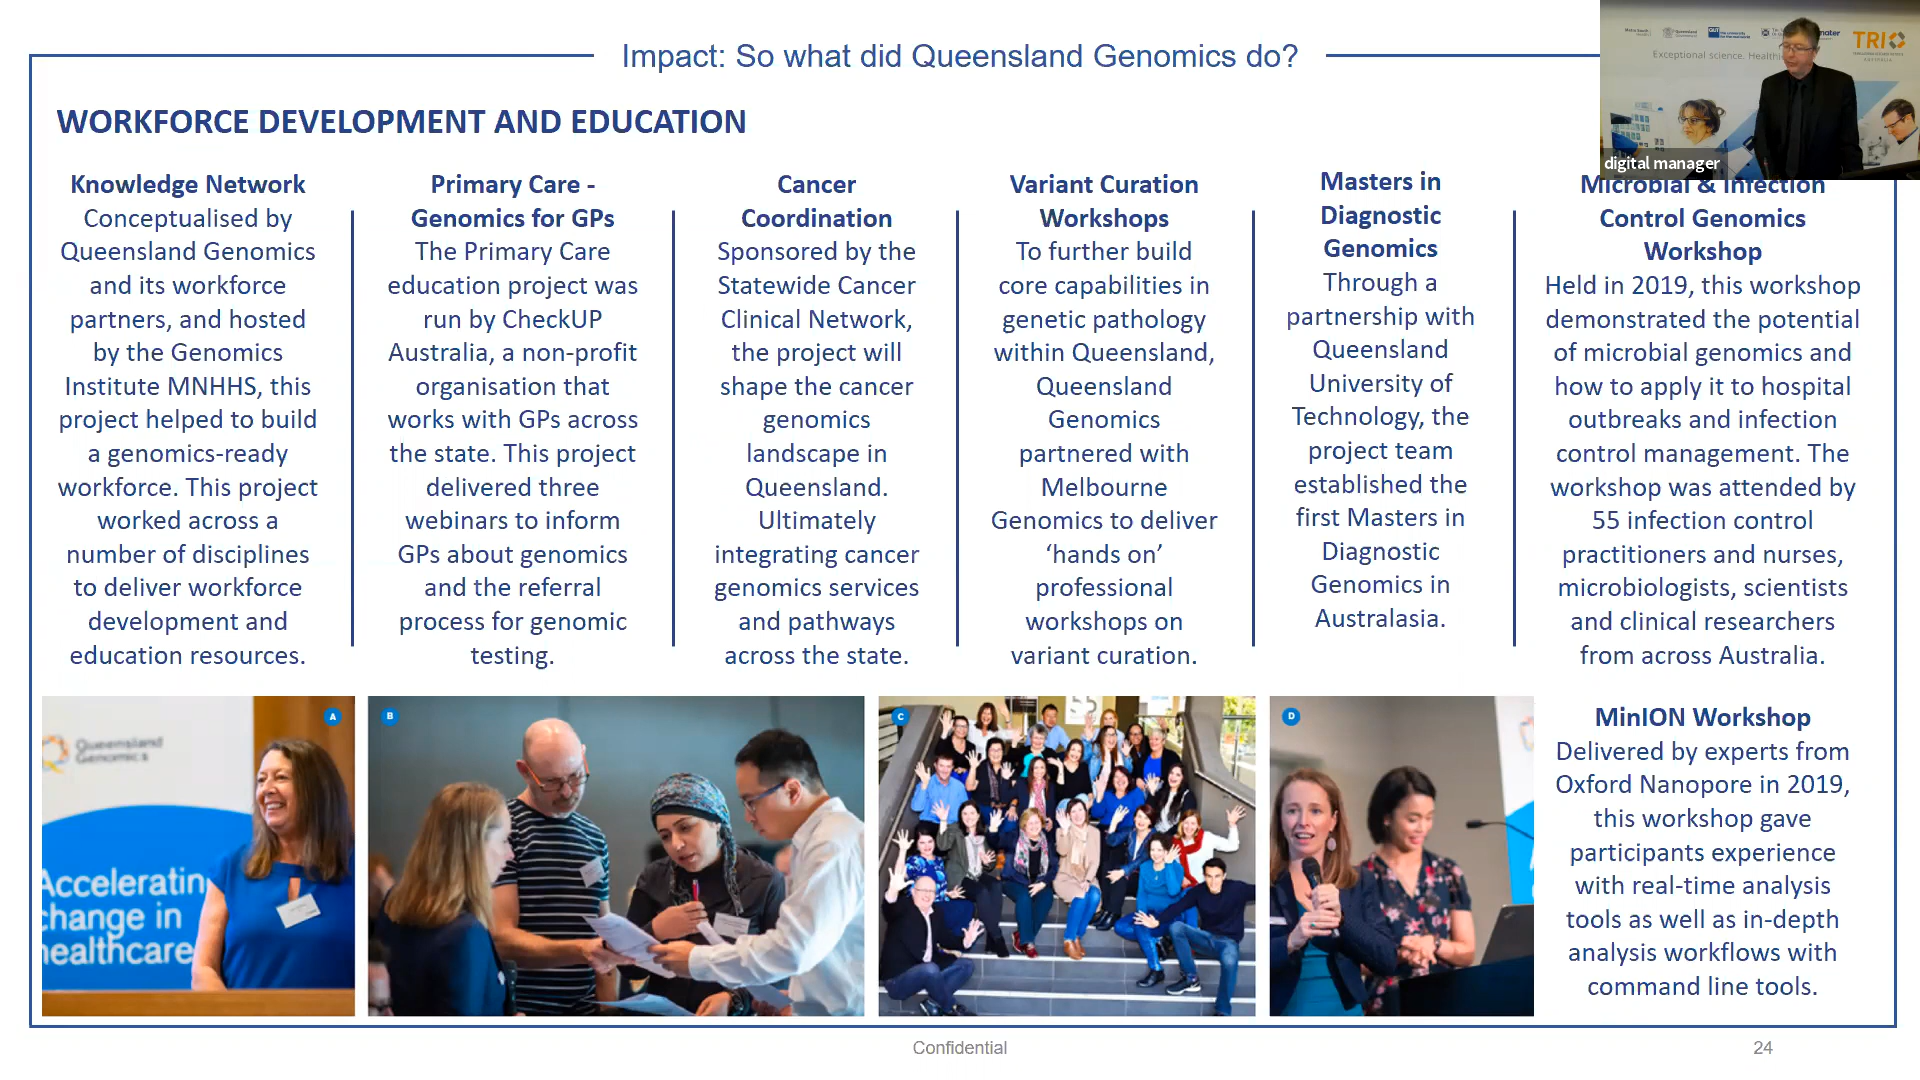 Impact: So what did Queensland Genomics do?
WORKFORCE DEVELOPMENT AND EDUCATION
Knowledge Network
Conceptualised by
Queensland Genomics
and its workforce
partners, and hosted
by the Genomics
Institute MNHHS, this
project helped to build
a genomics-ready
workforce. This project
worked across a
number of disciplines
to deliver workforce
development and
education resources.
Primary Care -
Genomics for GPs
The Primary Care
education project was
run by CheckUP
Australia, a non-profit
organisation that
works with GPs across
the state. This project
delivered three
webinars to inform
GPs about genomics
and the referral
process for genomic
testing.
Cancer
Coordination
Sponsored by the
Statewide Cancer
Clinical Network,
the project will
shape the cancer
genomics
landscape in
Queensland.
Ultimately
integrating cancer
genomics services
and pathways
across the state.
Variant Curation
Workshops
To further build
core capabilities in
genetic pathology
within Queensland,
Queensland
Genomics
partnered with
Melbourne
Genomics to deliver
‘hands on’
professional
workshops on
variant curation.
Masters in
Diagnostic
Genomics
Through a
partnership with
Queensland
University of
Technology, the
project team
established the
first Masters in
Diagnostic
Genomics in
Australasia.
Microbial & Infection
Control Genomics
Workshop
Held in 2019, this workshop
demonstrated the potential
of microbial genomics and
how to apply it to hospital
outbreaks and infection
control management. The
workshop was attended by
55 infection control
practitioners and nurses,
microbiologists, scientists
and clinical researchers
from across Australia.
MinION Workshop
Delivered by experts from
Oxford Nanopore in 2019,
this workshop gave
participants experience
with real-time analysis
tools as well as in-depth
analysis workflows with
command line tools.
TRI
Exceptional science.
digital manager
A
Queensland
Genomics
Acceleratin
change in
healthcare
B
C
D
Confidential
24